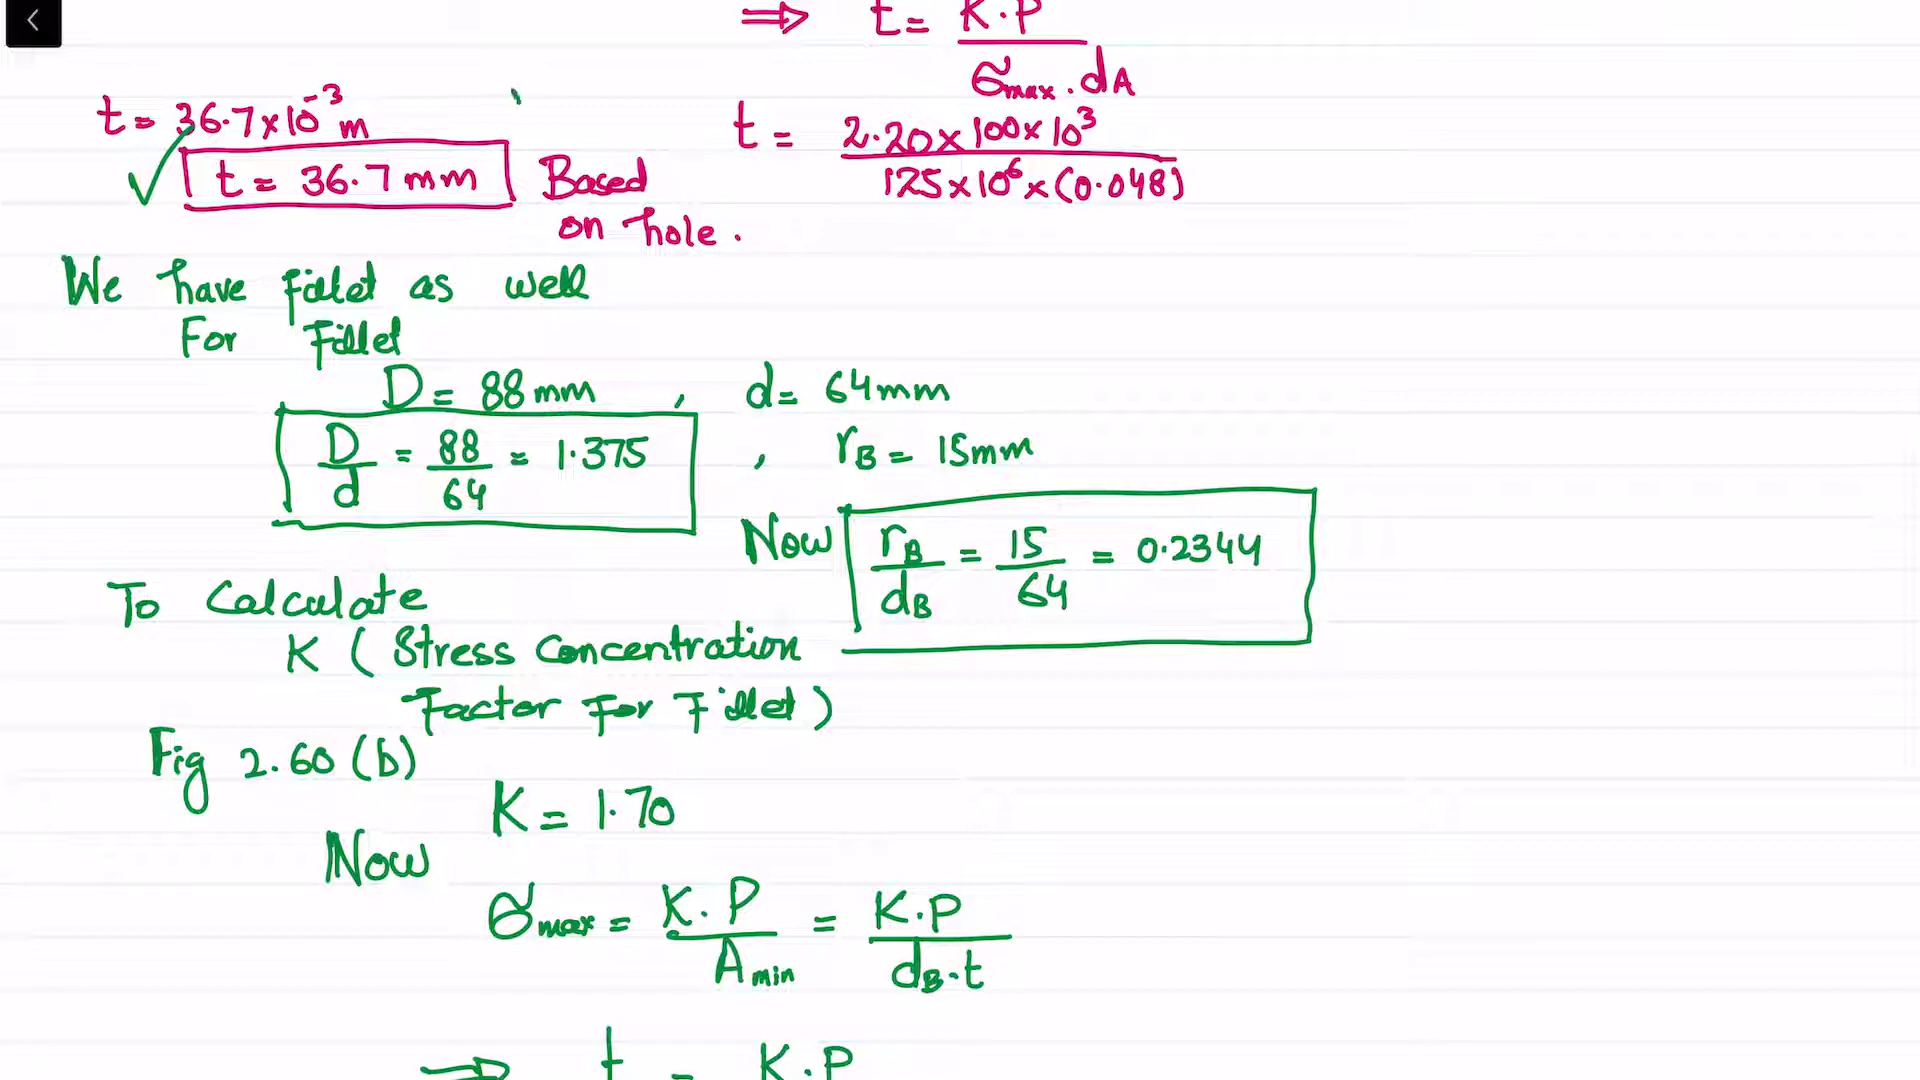 ⇒ t = K.P / σmax . dA
t = 36.7×10⁻³ m
t = 2.20×100×10³ / 125×10⁶×(0.048)
✓ t = 36.7 mm Based
on hole.
We have fillet as well
For Fillet
D = 88mm , d = 64mm
D/d = 88/64 = 1.375 , rB = 15mm
Now rB/dB = 15/64 = 0.2344
To Calculate
K ( Stress Concentration
Factor For Fillet )
Fig 2.60 (b)
K = 1.70
Now
σmax = K.P / Amin = K.P / dB.t
⇒ t = K.P